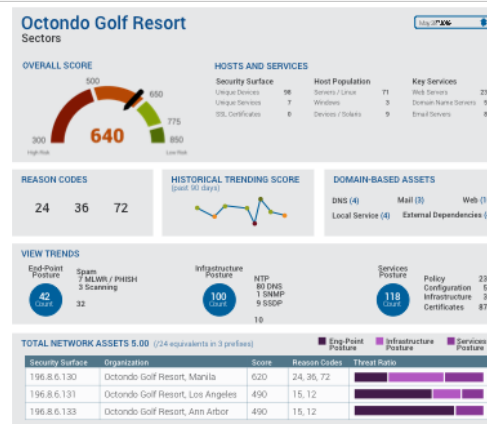 Octondo Golf Resort
Sectors
OVERALL SCORE
500
650
775
300
850
640
High Risk
Low Risk
HOSTS AND SERVICES
Security Surface
Unique Devices 98
Unique Services 7
SSL Certificates
Host Population
Servers / Linux 71
Windows 3
Devices / Solaris 9
Key Services
Web Servers
Domain Name Servers
Email Servers
REASON CODES
24 36 72
HISTORICAL TRENDING SCORE
(past 90 days)
DOMAIN-BASED ASSETS
DNS (4) Mail (3) Web
Local Service (4) External Dependencies
VIEW TRENDS
End-Point
Posture
42
Count
Spam
7 MLWR / PHISH
3 Scanning
32
Infrastructure
Posture
100
Count
NTP
80 DNS
1 SNMP
9 SSDP
10
Services
Posture
118
Count
Policy
Configuration
Infrastructure
Certificates
TOTAL NETWORK ASSETS 5.00 (/24 equivalents in 3 prefixes)
Eng-Point
Posture
Infrastructure
Posture
Services
Posture
Security Surface Organization Score Reason Codes Threat Ratio
196.8.6.130 Octondo Golf Resort, Manila 620 24, 36, 72
196.8.6.131 Octondo Golf Resort, Los Angeles 490 15, 12
196.8.6.133 Octondo Golf Resort, Ann Arbor 490 15, 12